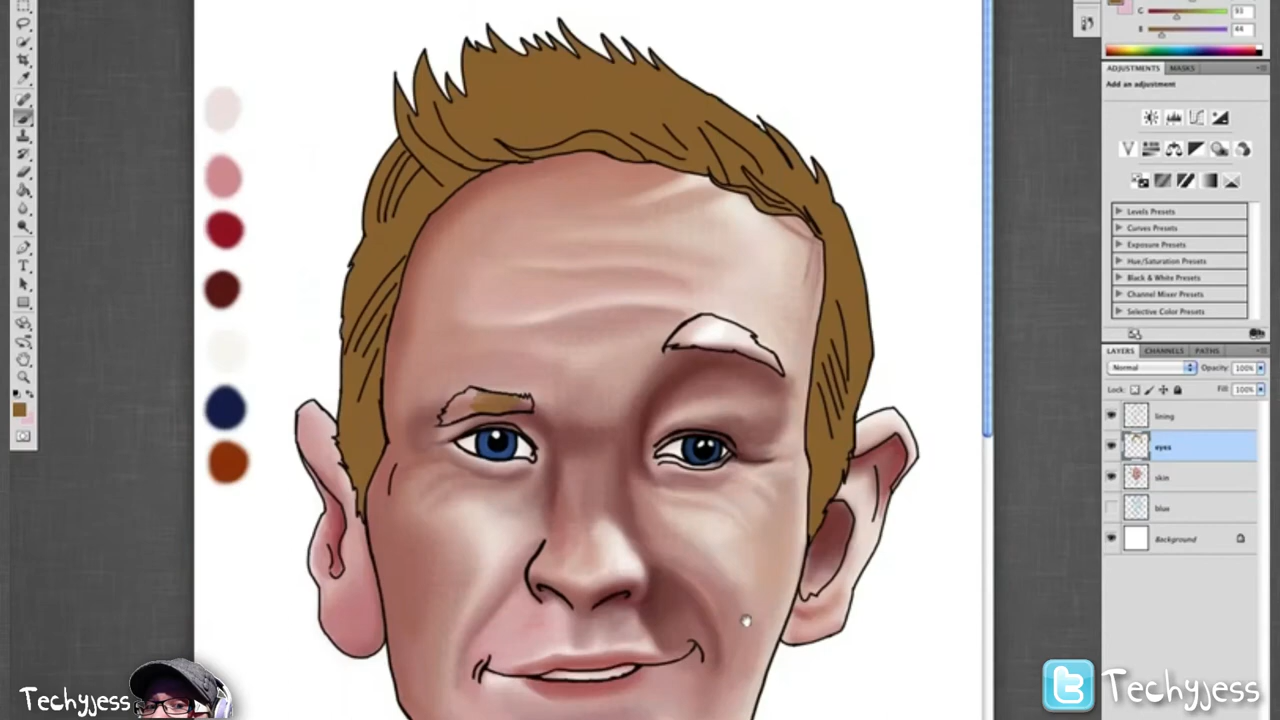 G 93
B 44
ADJUSTMENTS MASKS
Add an adjustment
Levels Presets
Curves Presets
Exposure Presets
Hue/Saturation Presets
Black & White Presets
Channel Mixer Presets
Selective Color Presets
LAYERS CHANNELS PATHS
Normal Opacity: 100%
Lock: Fill: 100%
lining
eyes
skin
blue
Background
Techyjess
Techyjess